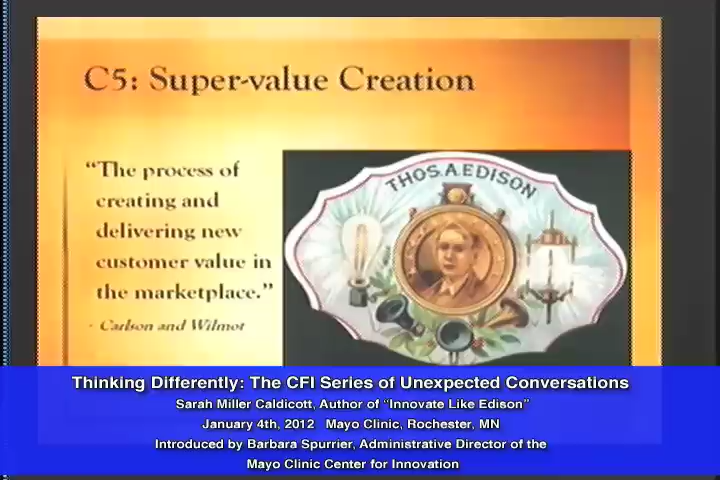 C5: Super-value Creation
“The process of
creating and
delivering new
customer value in
the marketplace.”
- Carlson and Wilmot
THOS.A.EDISON
Thinking Differently: The CFI Series of Unexpected Conversations
Sarah Miller Caldicott, Author of “Innovate Like Edison”
January 4th, 2012 Mayo Clinic, Rochester, MN
Introduced by Barbara Spurrier, Administrative Director of the
Mayo Clinic Center for Innovation